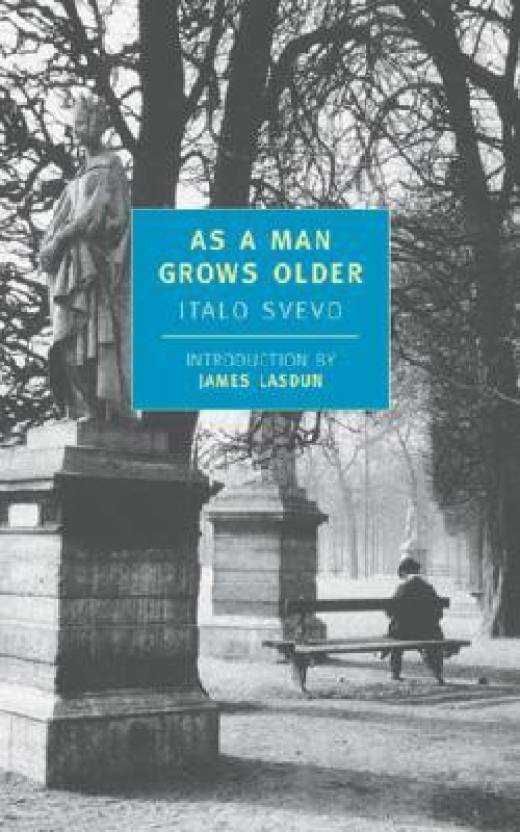 AS A MAN
GROWS OLDER
ITALO SVEVO
INTRODUCTION BY
JAMES LASDUN